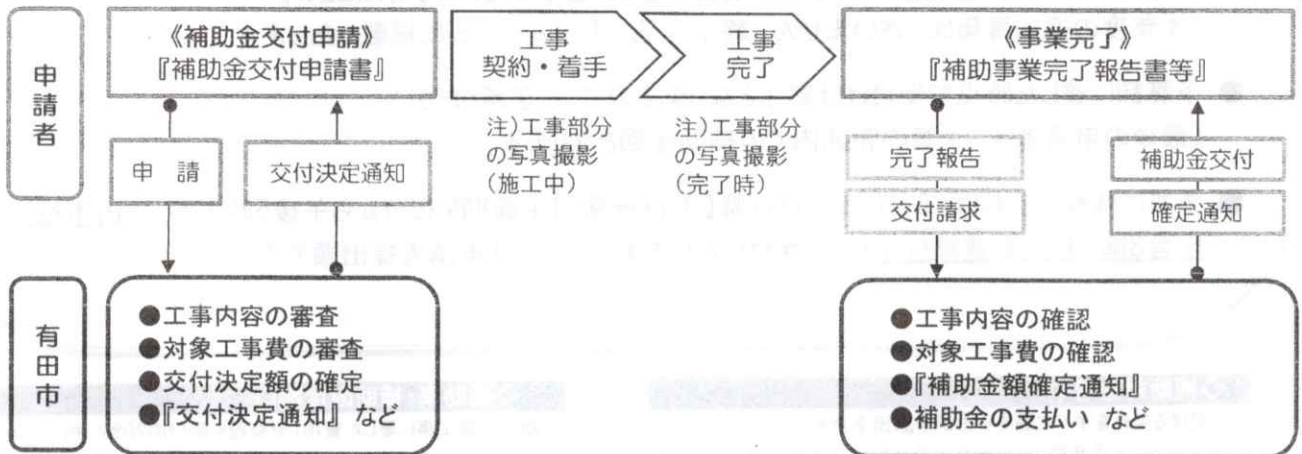 申請者
《補助金交付申請》
『補助金交付申請書』
工事
契約・着手
工事
完了
《事業完了》
『補助事業完了報告書等』
注)工事部分
の写真撮影
(施工中)
注)工事部分
の写真撮影
(完了時)
申 請
交付決定通知
完了報告
交付請求
補助金交付
確定通知
有田市
●工事内容の審査
●対象工事費の審査
●交付決定額の確定
●『交付決定通知』など
●工事内容の確認
●対象工事費の確認
●『補助金額確定通知』
●補助金の支払い など